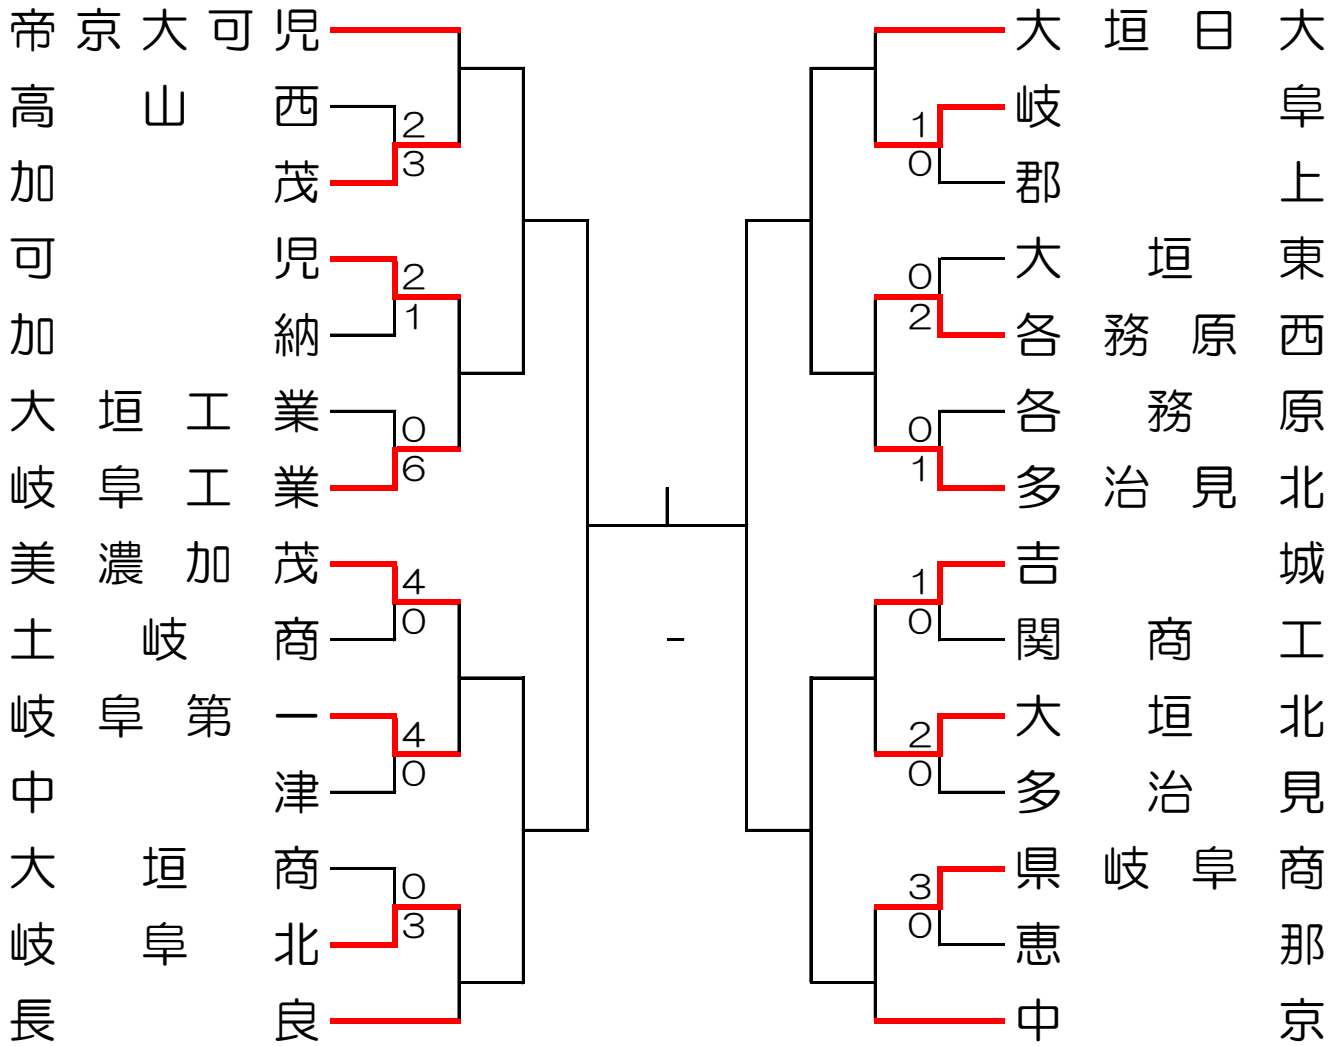 帝京大可児
高山西
2
3
加茂
可児
2
1
加納
大垣工業
0
6
岐阜工業
美濃加茂
4
0
土岐商
岐阜第一
4
0
中津
大垣商
0
3
岐阜北
長良
-
大垣日大
岐阜
1
0
郡上
大垣東
0
2
各務原西
各務原
0
1
多治見北
吉城
1
0
関商工
大垣北
2
0
多治見
県岐阜商
3
0
恵那
中京